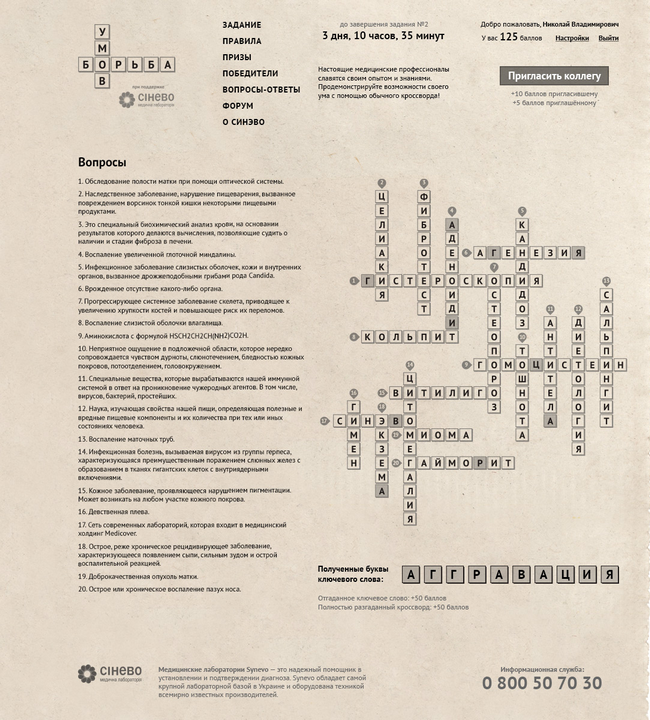 У
М
БОРЬБА
В
при поддержке
СІНЕВО
медична лабораторія
ЗАДАНИЕ
ПРАВИЛА
ПРИЗЫ
ПОБЕДИТЕЛИ
ВОПРОСЫ-ОТВЕТЫ
ФОРУМ
О СИНЭВО
до завершения задания №2
3 дня, 10 часов, 35 минут
Настоящие медицинские профессионалы
славятся своим опытом и знаниями.
Продемонстрируйте возможности своего
ума с помощью обычного кроссворда!
Добро пожаловать, Николай Владимирович
У вас 125 баллов Настройки Выйти
Пригласить коллегу
+10 баллов пригласившему
+5 баллов приглашённому
Вопросы
1. Обследование полости матки при помощи оптической системы.
2. Наследственное заболевание, нарушение пищеварения, вызванное
повреждением ворсинок тонкой кишки некоторыми пищевыми
продуктами.
3. Это специальный биохимический анализ крови, на основании
результатов которого делаются вычисления, позволяющие судить о
наличии и стадии фиброза в печени.
4. Воспаление увеличенной глоточной миндалины.
5. Инфекционное заболевание слизистых оболочек, кожи и внутренних
органов, вызванное дрожжеподобными грибами рода Candida.
6. Врожденное отсутствие какого-либо органа.
7. Прогрессирующее системное заболевание скелета, приводящее к
увеличению хрупкости костей и повышающее риск их переломов.
8. Воспаление слизистой оболочки влагалища.
9. Аминокислота с формулой HSCH2CH2CH(NH2)CO2H.
10. Неприятное ощущение в подложечной области, которое нередко
сопровождается чувством дурноты, слюнотечением, бледностью кожных
покровов, потоотделением, головокружением.
11. Специальные вещества, которые вырабатываются нашей иммунной
системой в ответ на проникновение чужеродных агентов. В том числе,
вирусов, бактерий, простейших.
12. Наука, изучающая свойства нашей пищи, определяющая полезные и
вредные пищевые компоненты и их количества при тех или иных
состояниях человека.
13. Воспаление маточных труб.
14. Инфекционная болезнь, вызываемая вирусом из группы герпеса,
характеризующаяся преимущественным поражением слюнных желез с
образованием в тканях гигантских клеток с внутриядерными
включениями.
15. Кожное заболевание, проявляющееся нарушением пигментации.
Может возникать на любом участке кожного покрова.
16. Девственная плева.
17. Сеть современных лабораторий, которая входит в медицинский
холдинг Medicover.
18. Острое, реже хроническое рецидивирующее заболевание,
характеризующееся появлением сыпи, сильным зудом и острой
воспалительной реакцией.
19. Доброкачественная опухоль матки.
20. Острое или хроническое воспаление пазух носа.
ЦЕЛИАКИЯ
ФИБРОТЕСТ
АДЕНОИДИТ
КАНДИДОЗ
АГЕНЕЗИЯ
ГИСТЕРОСКОПИЯ
ОСТЕОПОРОЗ
КОЛЬПИТ
ГОМОЦИСТЕИН
ТОШНОТА
АНТИТЕЛА
ДИЕТОЛОГИЯ
САЛЬПИНГИТ
ЦИТОМЕГАЛИЯ
ВИТИЛИГО
ГИМЕН
СИНЭВО
ЭКЗЕМА
МИОМА
ГАЙМОРИТ
Полученные буквы
ключевого слова:
АГГРАВАЦИЯ
Отгаданное ключевое слово: +50 баллов
Полностью разгаданный кроссворд: +50 баллов
СІНЕВО
медична лабораторія
Медицинские лаборатории Synevo — это надежный помощник в
установлении и подтверждении диагноза. Synevo обладает самой
крупной лабораторной базой в Украине и оборудована техникой
всемирно известных производителей.
Информационная служба:
0 800 50 70 30